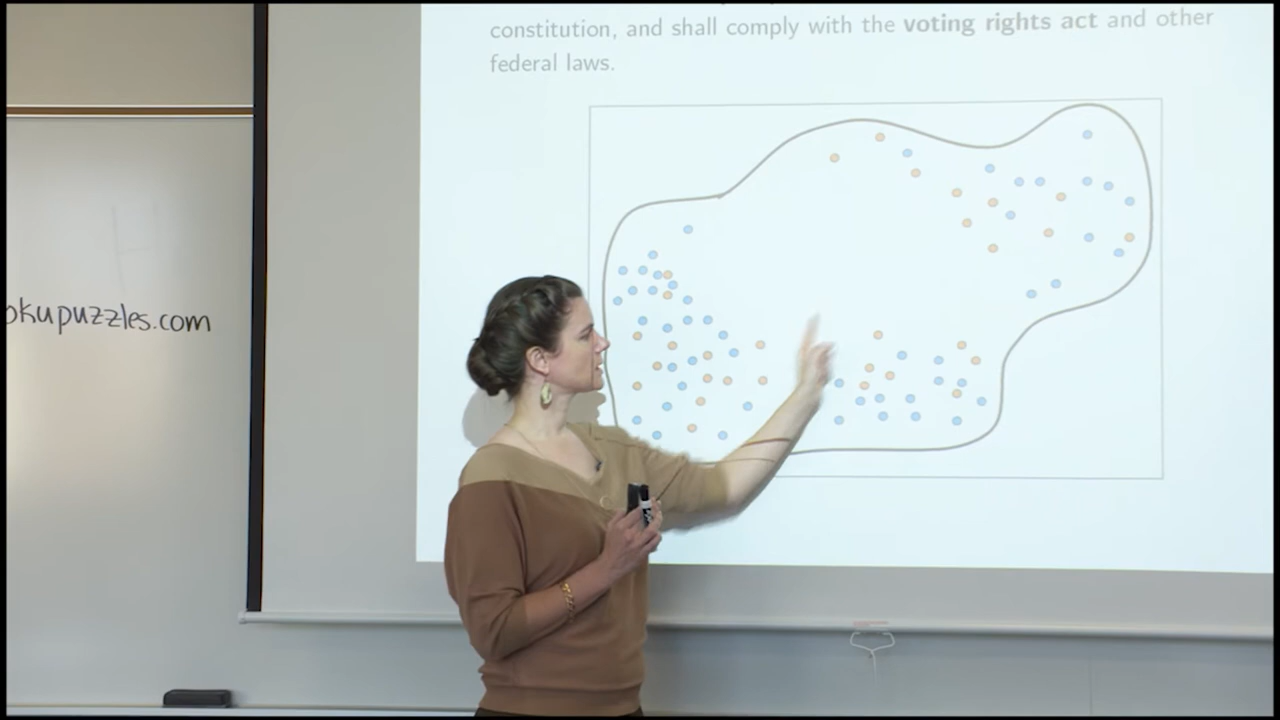 constitution, and shall comply with the voting rights act and other
federal laws.
okupuzzles.com